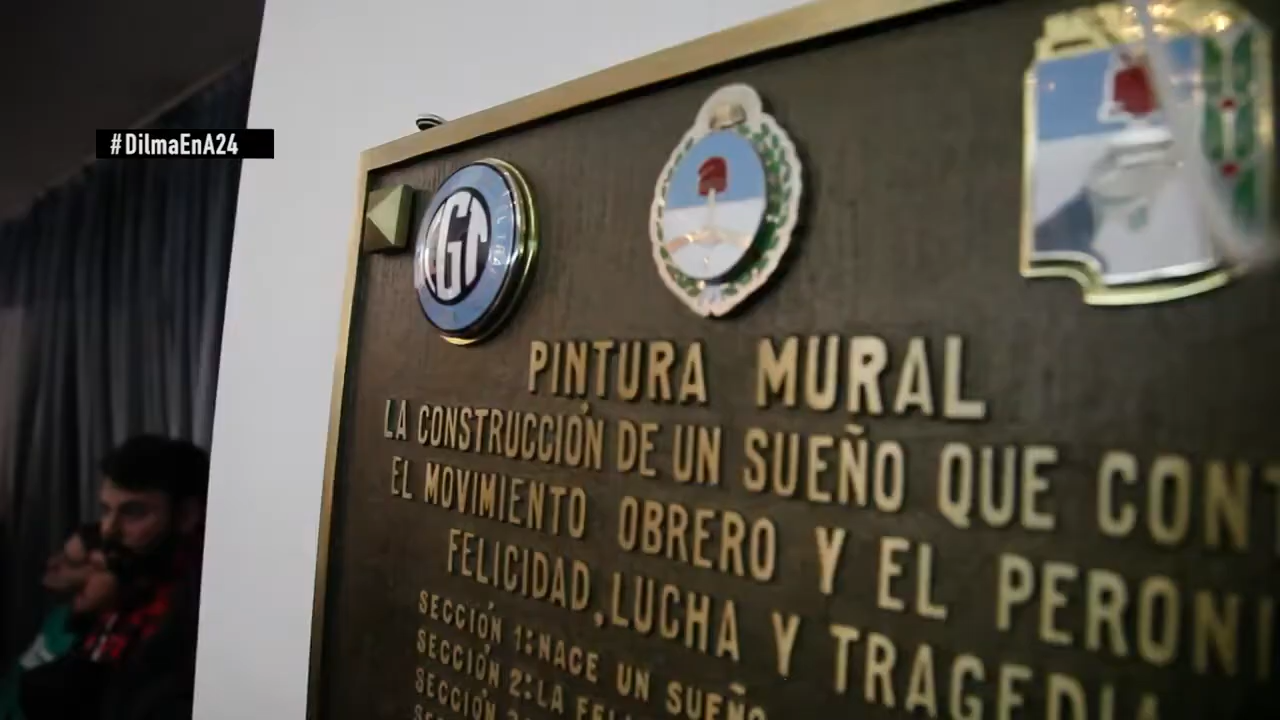 #DilmaEnA24
CGT
PINTURA MURAL
LA CONSTRUCCIÓN DE UN SUEÑO QUE CONT
EL MOVIMIENTO OBRERO Y EL PERONI
FELICIDAD, LUCHA Y TRAGEDIA
SECCIÓN 1: NACE UN SUEÑO
SECCIÓN 2: LA FELI
SECCIÓN